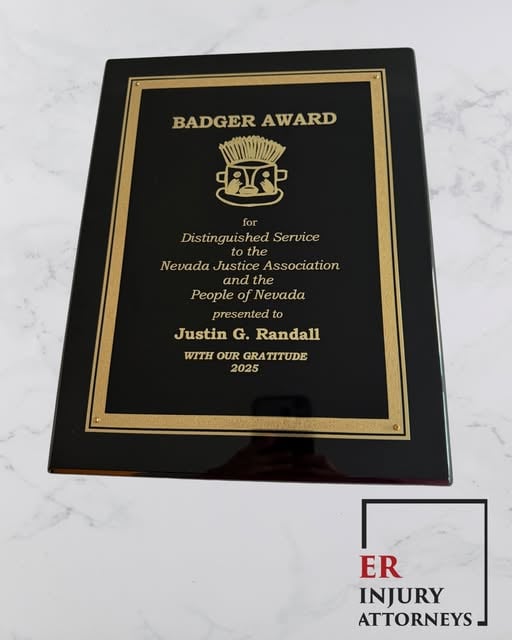 BADGER AWARD
for
Distinguished Service
to the
Nevada Justice Association
and the
People of Nevada
presented to
Justin G. Randall
WITH OUR GRATITUDE
2025
ER
INJURY
ATTORNEYS